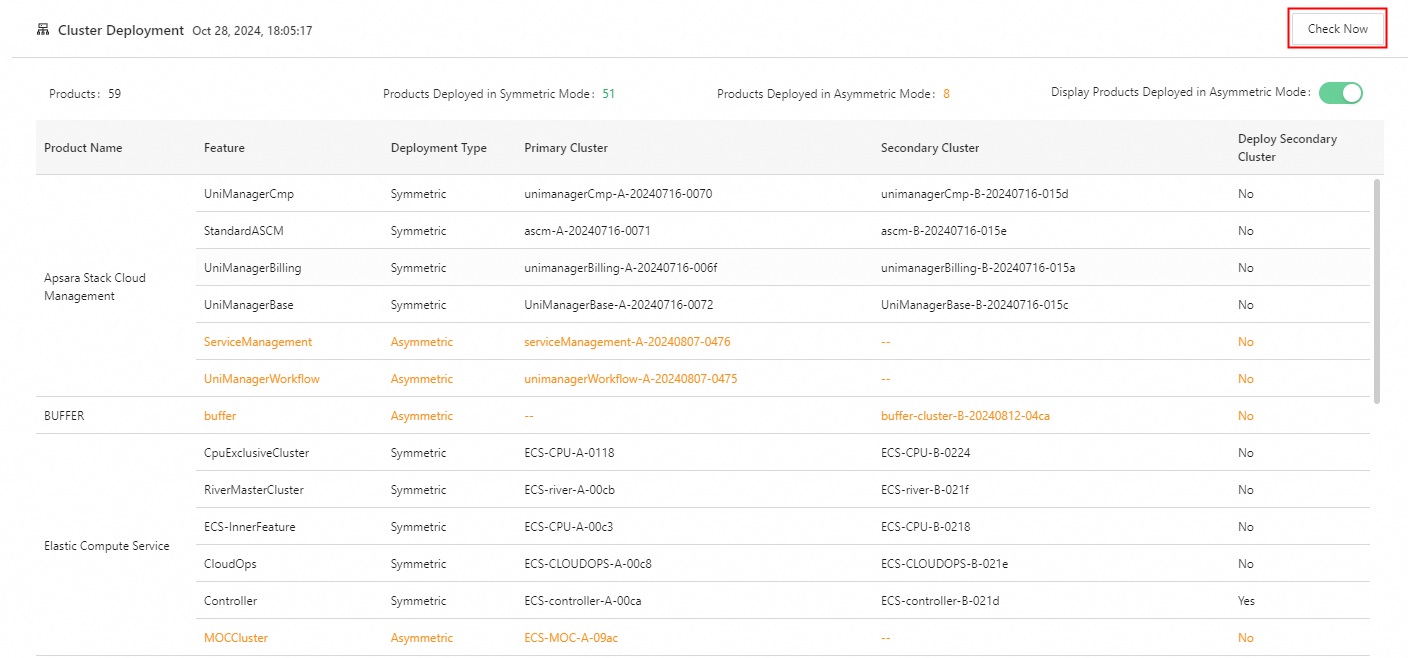 Cluster Deployment Oct 28, 2024, 18:05:17 Check Now
Products: 59 Products Deployed in Symmetric Mode: 51 Products Deployed in Asymmetric Mode: 8 Display Products Deployed in Asymmetric Mode:
Product Name Feature Deployment Type Primary Cluster Secondary Cluster Deploy Secondary
Cluster
UniManagerCmp Symmetric unimanagerCmp-A-20240716-0070 unimanagerCmp-B-20240716-015d No
StandardASCM Symmetric ascm-A-20240716-0071 ascm-B-20240716-015e No
Apsara Stack Cloud
Management
UniManagerBilling Symmetric unimanagerBilling-A-20240716-006f unimanagerBilling-B-20240716-015a No
UniManagerBase Symmetric UniManagerBase-A-20240716-0072 UniManagerBase-B-20240716-015c No
ServiceManagement Asymmetric serviceManagement-A-20240807-0476 -- No
UniManagerWorkflow Asymmetric unimanagerWorkflow-A-20240807-0475 -- No
BUFFER buffer Asymmetric -- buffer-cluster-B-20240812-04ca No
CpuExclusiveCluster Symmetric ECS-CPU-A-0118 ECS-CPU-B-0224 No
RiverMasterCluster Symmetric ECS-river-A-00cb ECS-river-B-021f No
ECS-InnerFeature Symmetric ECS-CPU-A-00c3 ECS-CPU-B-0218 No
Elastic Compute Service
CloudOps Symmetric ECS-CLOUDOPS-A-00c8 ECS-CLOUDOPS-B-021e No
Controller Symmetric ECS-controller-A-00ca ECS-controller-B-021d Yes
MOCCluster Asymmetric ECS-MOC-A-09ac -- No